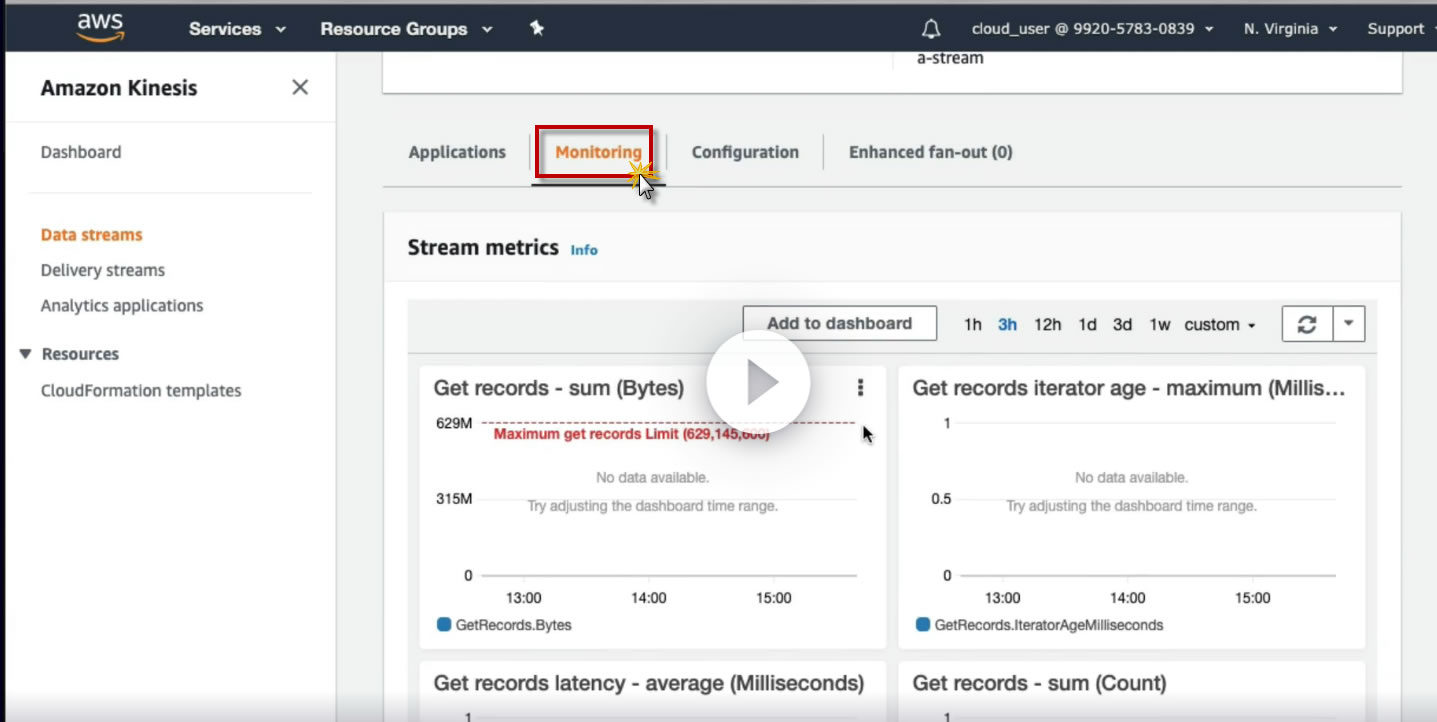 aws Services Resource Groups cloud_user @ 9920-5783-0839 N. Virginia Support
Amazon Kinesis
Dashboard
Data streams
Delivery streams
Analytics applications
Resources
CloudFormation templates
a-stream
Applications Monitoring Configuration Enhanced fan-out (0)
Stream metrics Info
Add to dashboard 1h 3h 12h 1d 3d 1w custom
Get records - sum (Bytes)
629M
Maximum get records Limit (629,145,600)
No data available.
315M
Try adjusting the dashboard time range.
0
13:00 14:00 15:00
GetRecords.Bytes
Get records iterator age - maximum (Millis...
1
No data available.
0.5
Try adjusting the dashboard time range.
0
13:00 14:00 15:00
GetRecords.IteratorAgeMilliseconds
Get records latency - average (Milliseconds)
1
Get records - sum (Count)
1